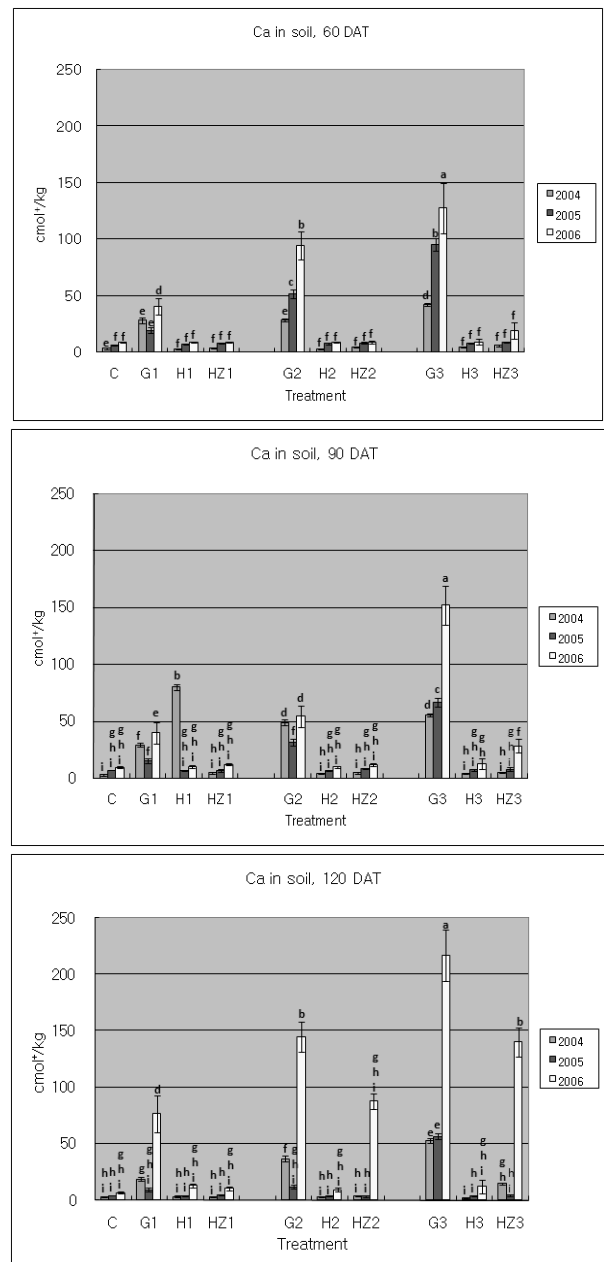 Ca in soil, 60 DAT
250
200
150
100
50
0
cmol⁺/kg
e f f
e e d
f f f
f f f
e c b
f f f
f f f
d b a
f f f
f f f
C G1 H1 HZ1 G2 H2 HZ2 G3 H3 HZ3
Treatment
2004
2005
2006
Ca in soil, 90 DAT
250
200
150
100
50
0
cmol⁺/kg
a
b
c
d d d
e
f f f f
C G1 H1 HZ1 G2 H2 HZ2 G3 H3 HZ3
Treatment
2004
2005
2006
Ca in soil, 120 DAT
250
200
150
100
50
0
cmol⁺/kg
a
b b
d
e e
f
C G1 H1 HZ1 G2 H2 HZ2 G3 H3 HZ3
Treatment
2004
2005
2006